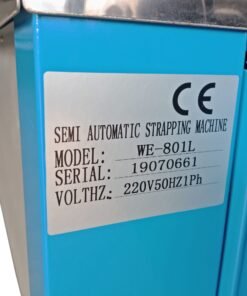 CE
SEMI AUTOMATIC STRAPPING MACHINE
MODEL: WE-801L
SERIAL: 19070661
VOLTHZ: 220V50HZ1Ph